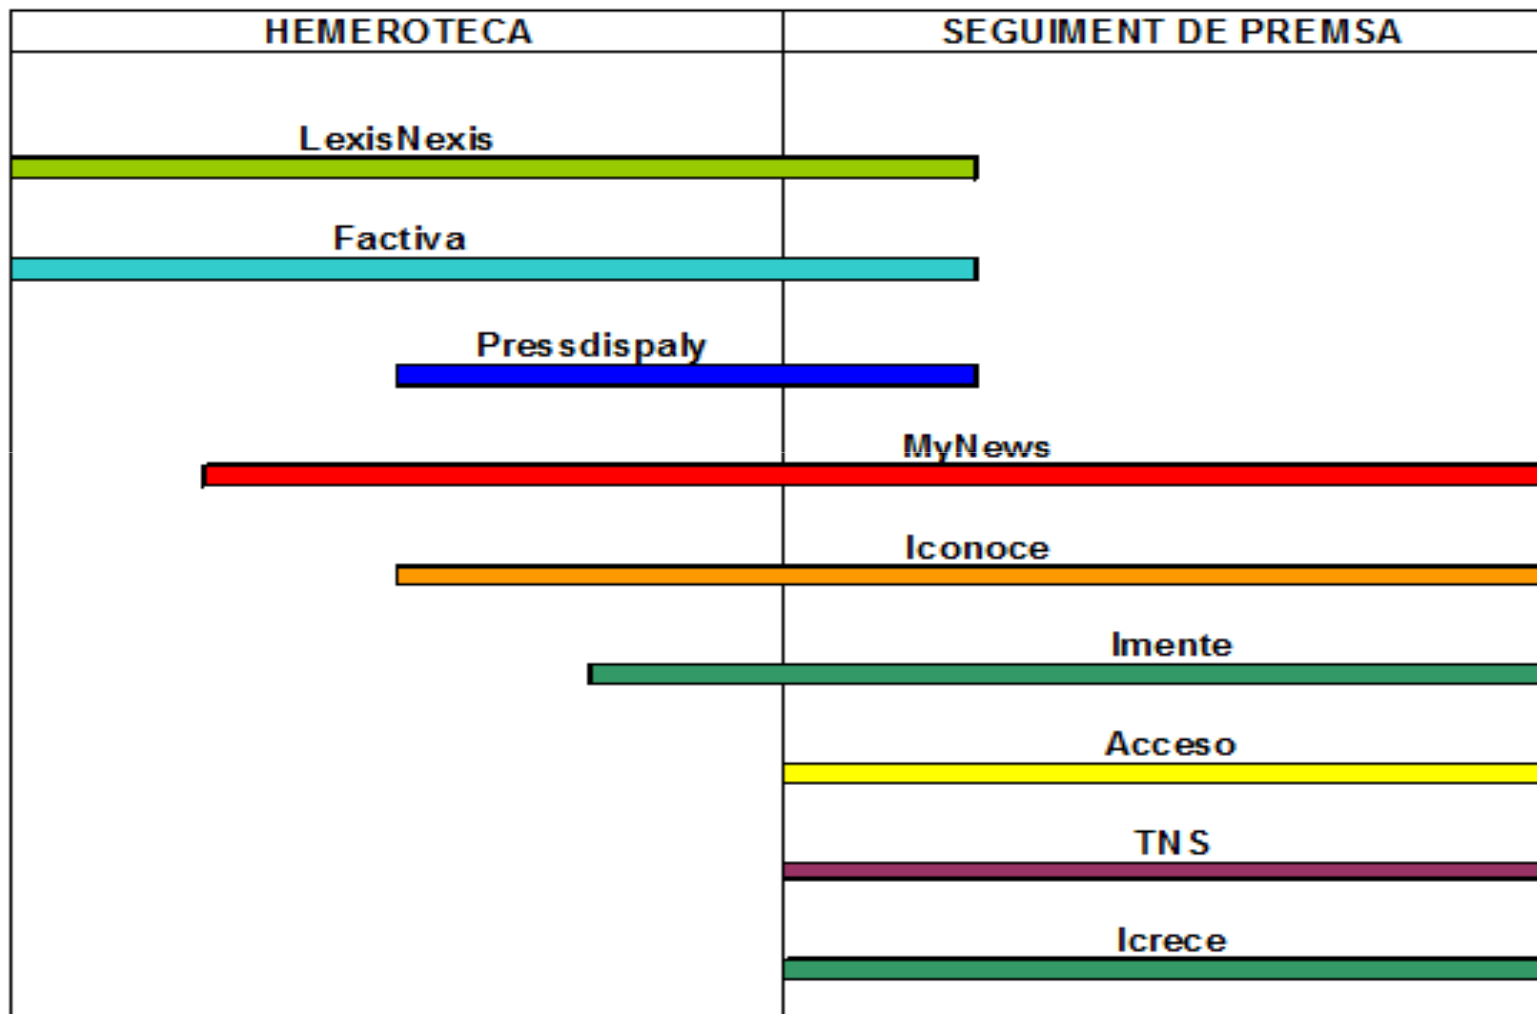 HEMEROTECA
SEGUIMENT DE PREMSA
LexisNexis
Factiva
Pressdispaly
MyNews
Iconoce
Imente
Acceso
TNS
Icrece